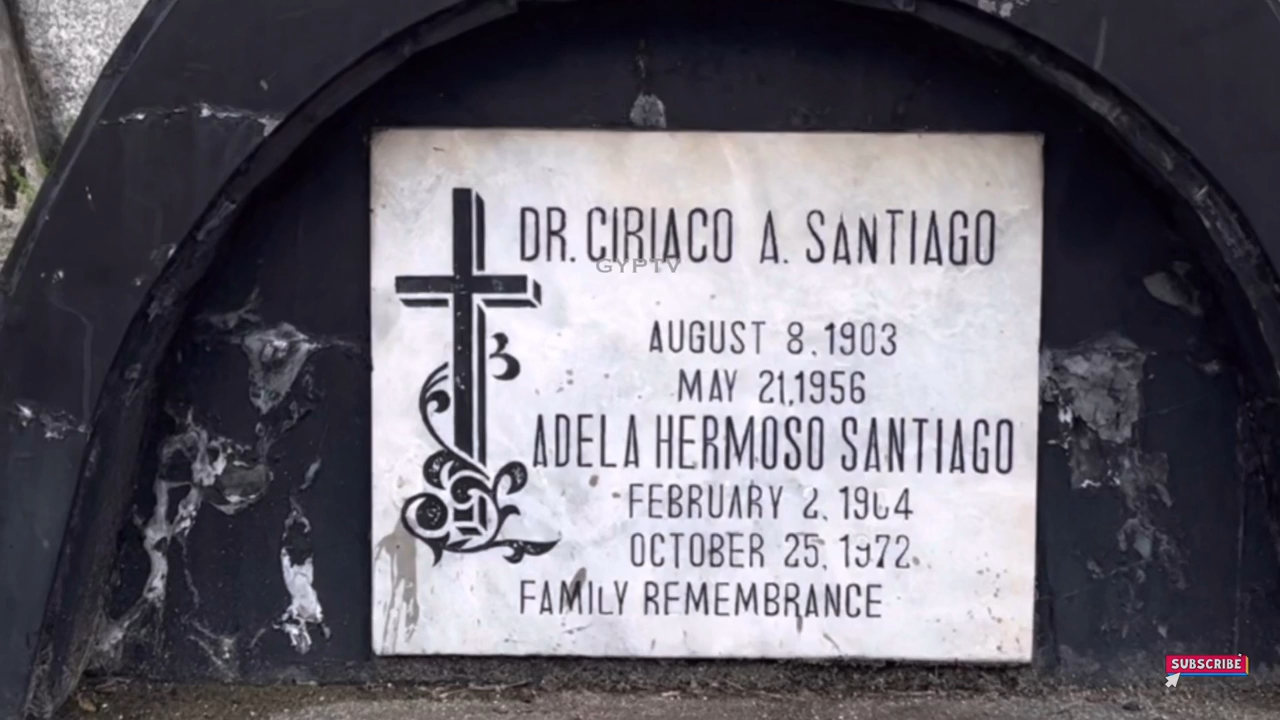 DR. CIRIACO A. SANTIAGO
GYPTV
AUGUST 8, 1903
MAY 21, 1956
ADELA HERMOSO SANTIAGO
FEBRUARY 2, 1904
OCTOBER 25, 1972
FAMILY REMEMBRANCE
SUBSCRIBE